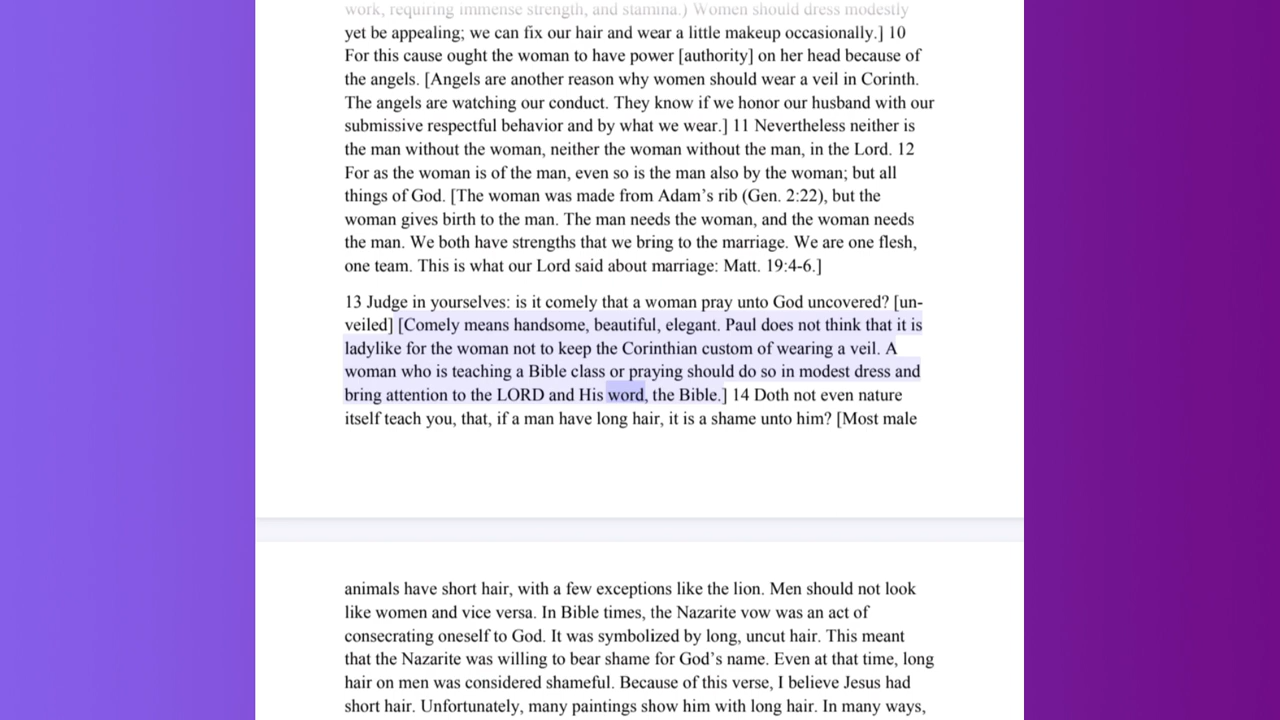 work, requiring immense strength, and stamina.) Women should dress modestly
yet be appealing; we can fix our hair and wear a little makeup occasionally.] 10
For this cause ought the woman to have power [authority] on her head because of
the angels. [Angels are another reason why women should wear a veil in Corinth.
The angels are watching our conduct. They know if we honor our husband with our
submissive respectful behavior and by what we wear.] 11 Nevertheless neither is
the man without the woman, neither the woman without the man, in the Lord. 12
For as the woman is of the man, even so is the man also by the woman; but all
things of God. [The woman was made from Adam’s rib (Gen. 2:22), but the
woman gives birth to the man. The man needs the woman, and the woman needs
the man. We both have strengths that we bring to the marriage. We are one flesh,
one team. This is what our Lord said about marriage: Matt. 19:4-6.]
13 Judge in yourselves: is it comely that a woman pray unto God uncovered? [un-
veiled] [Comely means handsome, beautiful, elegant. Paul does not think that it is
ladylike for the woman not to keep the Corinthian custom of wearing a veil. A
woman who is teaching a Bible class or praying should do so in modest dress and
bring attention to the LORD and His word, the Bible.] 14 Doth not even nature
itself teach you, that, if a man have long hair, it is a shame unto him? [Most male
animals have short hair, with a few exceptions like the lion. Men should not look
like women and vice versa. In Bible times, the Nazarite vow was an act of
consecrating oneself to God. It was symbolized by long, uncut hair. This meant
that the Nazarite was willing to bear shame for God’s name. Even at that time, long
hair on men was considered shameful. Because of this verse, I believe Jesus had
short hair. Unfortunately, many paintings show him with long hair. In many ways,